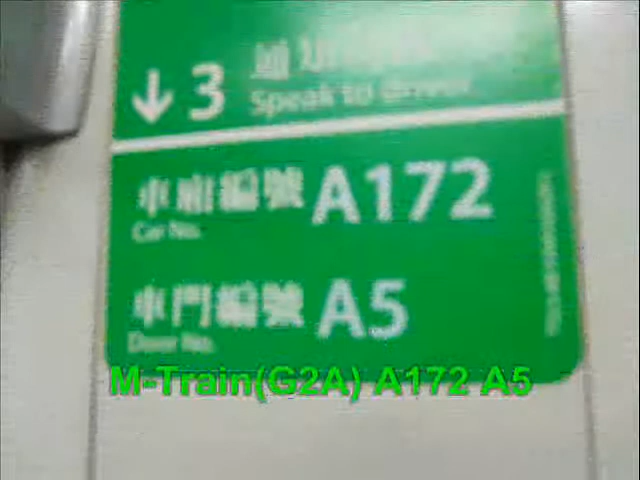 ↓ 3
Speak to driver
車廂編號 A172
Car No.
車門編號 A5
Door No.
M-Train(G2A) A172 A5